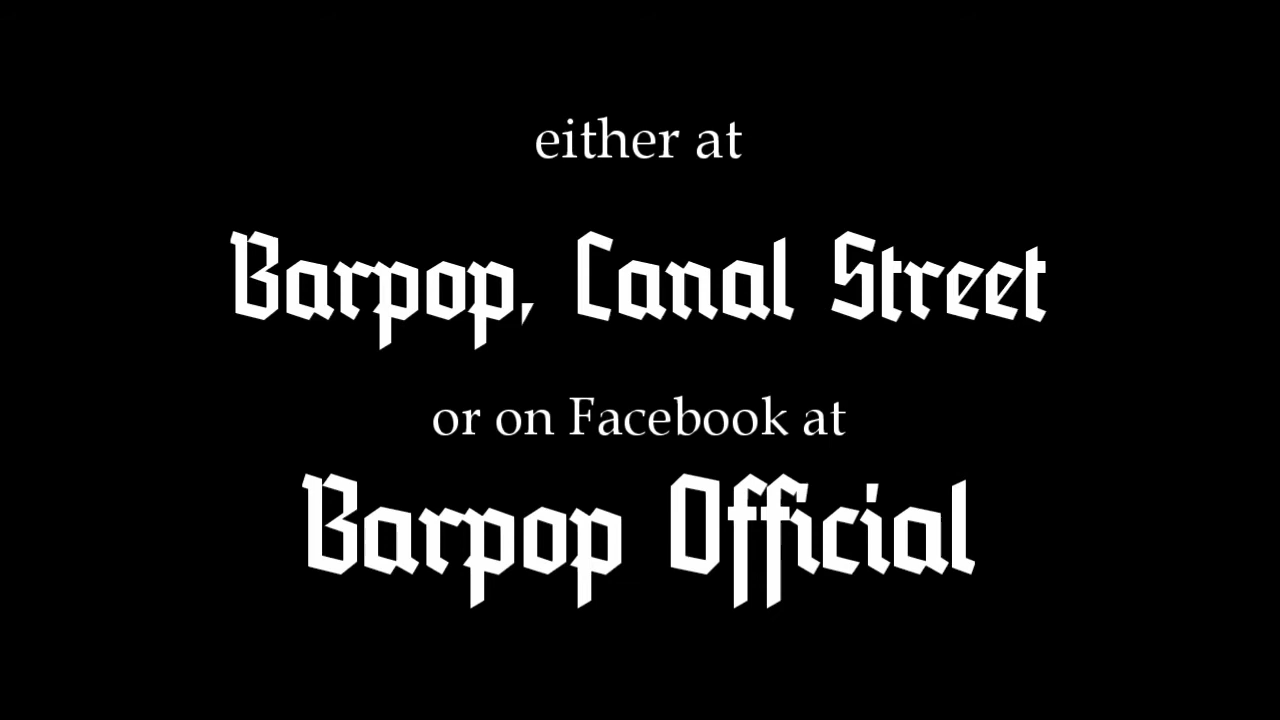 either at
Barpop, Canal Street
or on Facebook at
Barpop Official